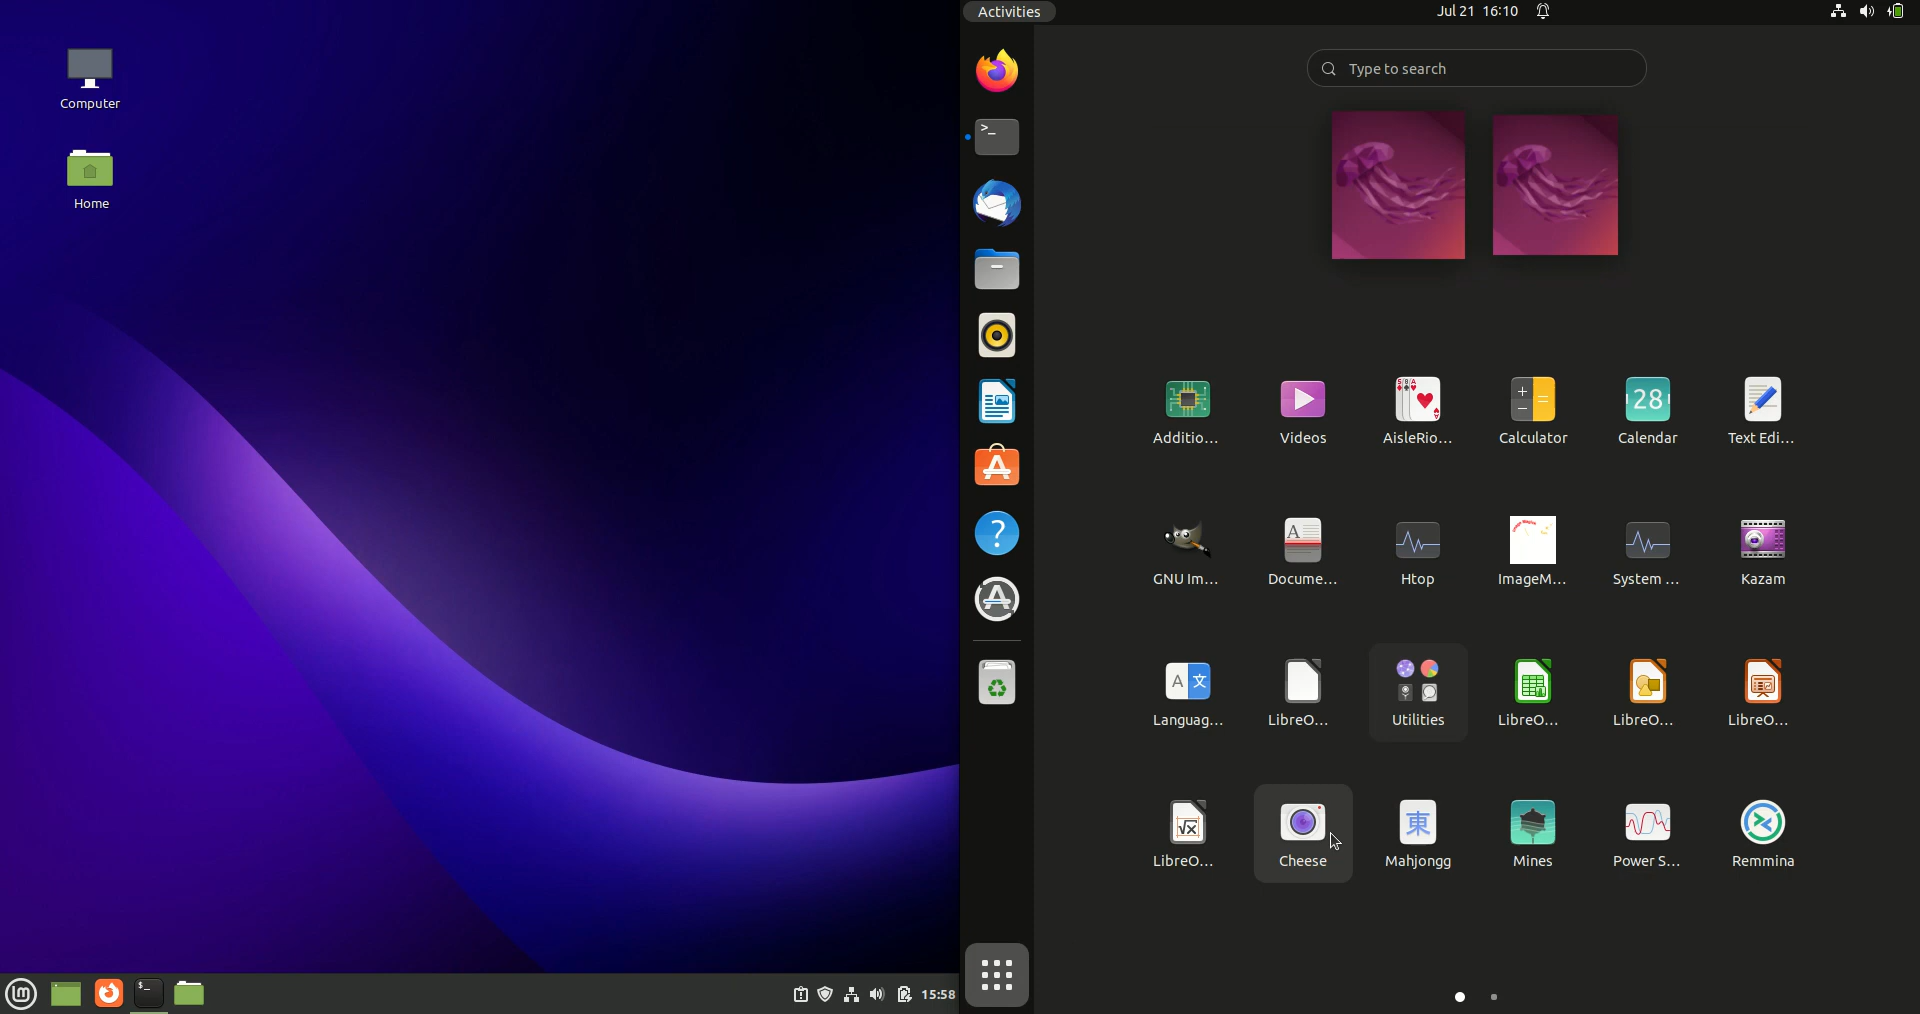 Computer
Home
15:58
Activities
Jul 21 16:10
Type to search
Additio...
Videos
AisleRio...
Calculator
Calendar
Text Edi...
28
GNU Im...
Docume...
Htop
ImageM...
System ...
Kazam
Languag...
LibreO...
Utilities
LibreO...
LibreO...
LibreO...
LibreO...
Cheese
東
Mahjongg
Mines
Power S...
Remmina